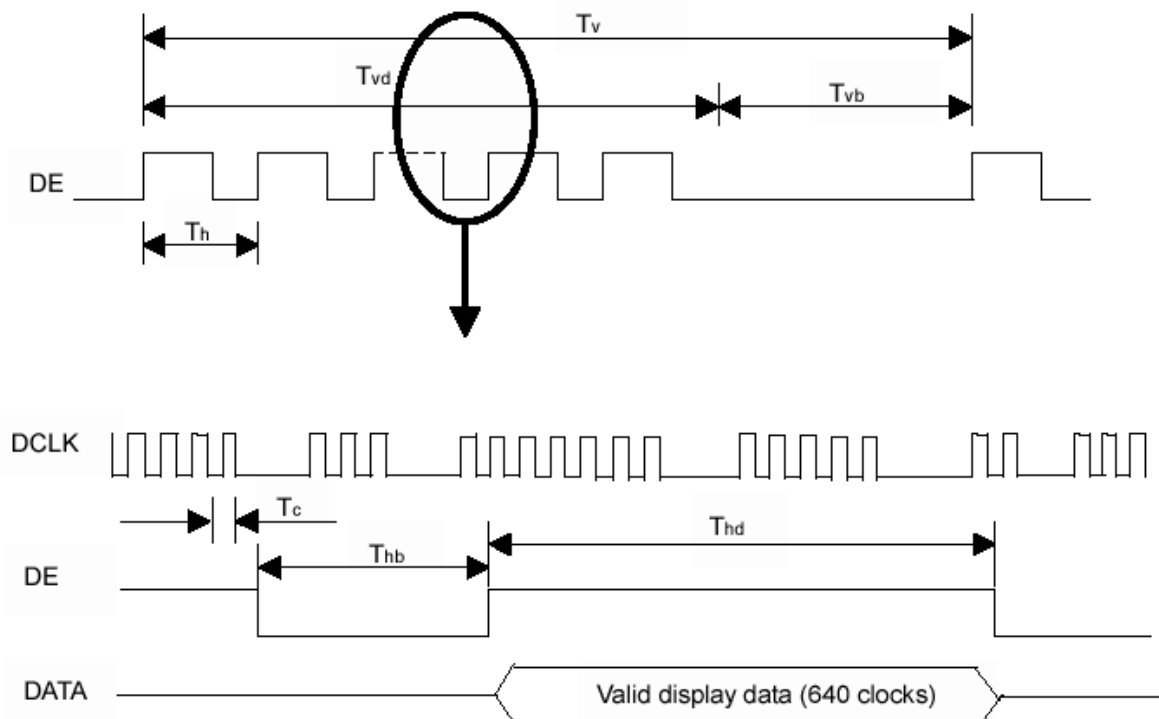 Tv
Tvd
Tvb
DE
Th
DCLK
Tc
Thb
Thd
DE
DATA
Valid display data (640 clocks)